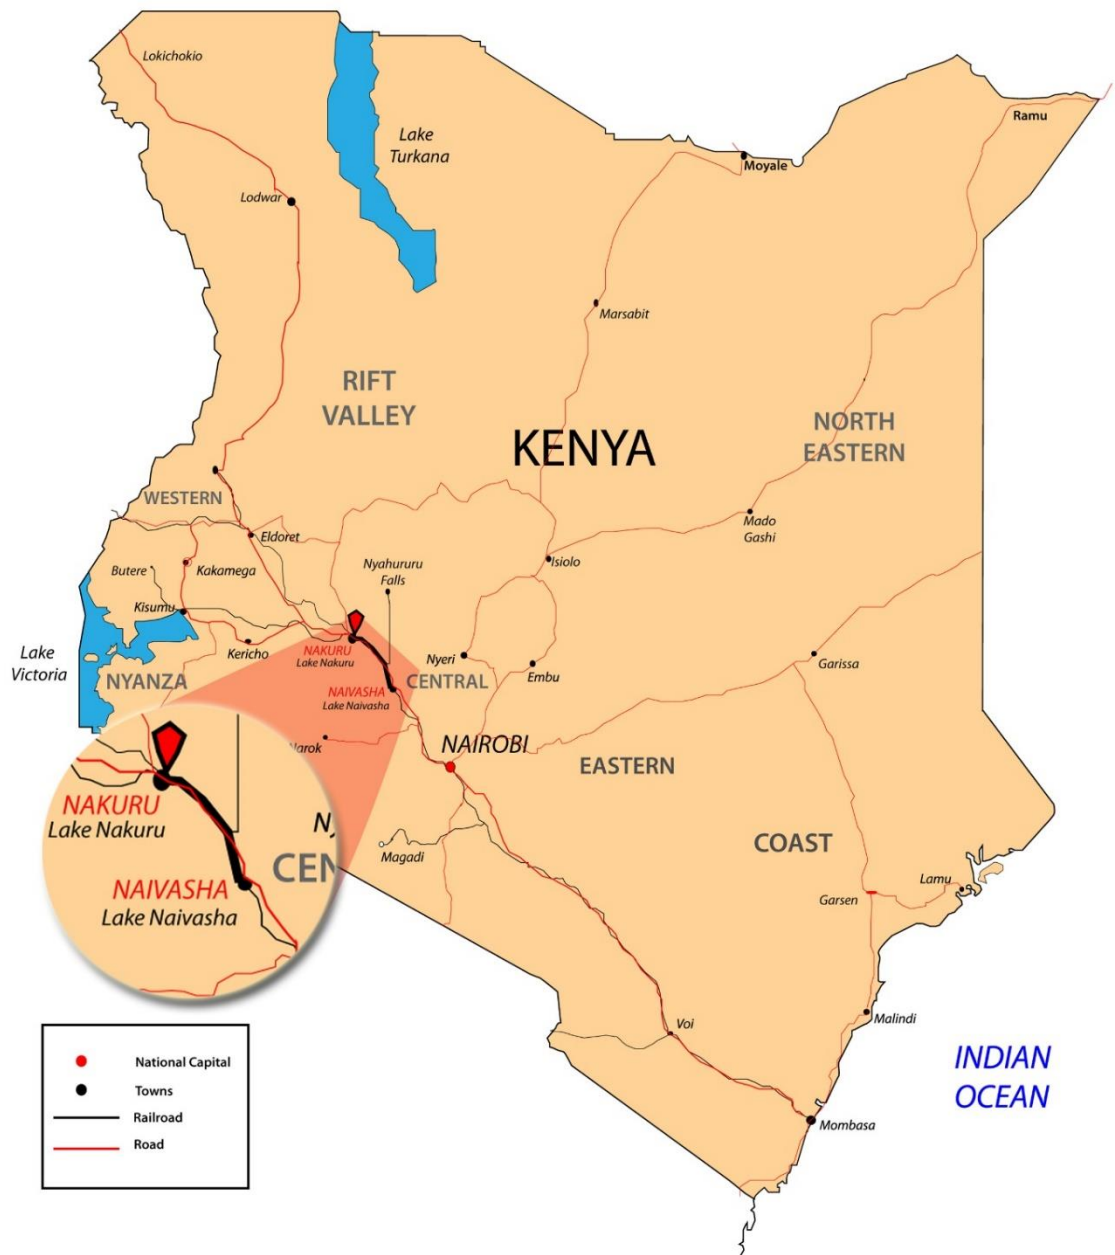 Lokichokio
Lake
Turkana
Ramu
Moyale
Lodwar
Marsabit
RIFT
VALLEY
KENYA
NORTH
EASTERN
WESTERN
Eldoret
Mado
Gashi
Isiolo
Nyahururu
Falls
Butere
Kakamega
Kisumu
Lake
Victoria
NYANZA
Kericho
NAKURU
Lake Nakuru
Nyeri
Embu
Garissa
CENTRAL
NAIVASHA
Lake Naivasha
Narok
NAIROBI
EASTERN
NAKURU
Lake Nakuru
N
CEN
NAIVASHA
Lake Naivasha
Magadi
COAST
Lamu
Garsen
Voi
Malindi
INDIAN
OCEAN
Mombasa
National Capital
Towns
Railroad
Road